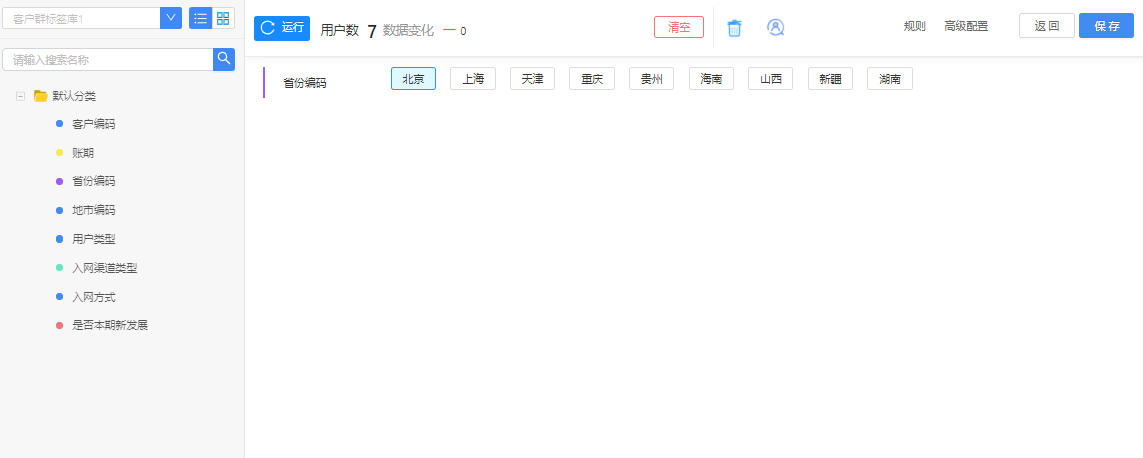 客户群标签库1
运行 用户数 7 数据变化 — 0 清空 规则 高级配置 返回 保存
请输入搜索名称
默认分类
客户编码
账期
省份编码
地市编码
用户类型
入网渠道类型
入网方式
是否本期新发展
省份编码 北京 上海 天津 重庆 贵州 海南 山西 新疆 湖南